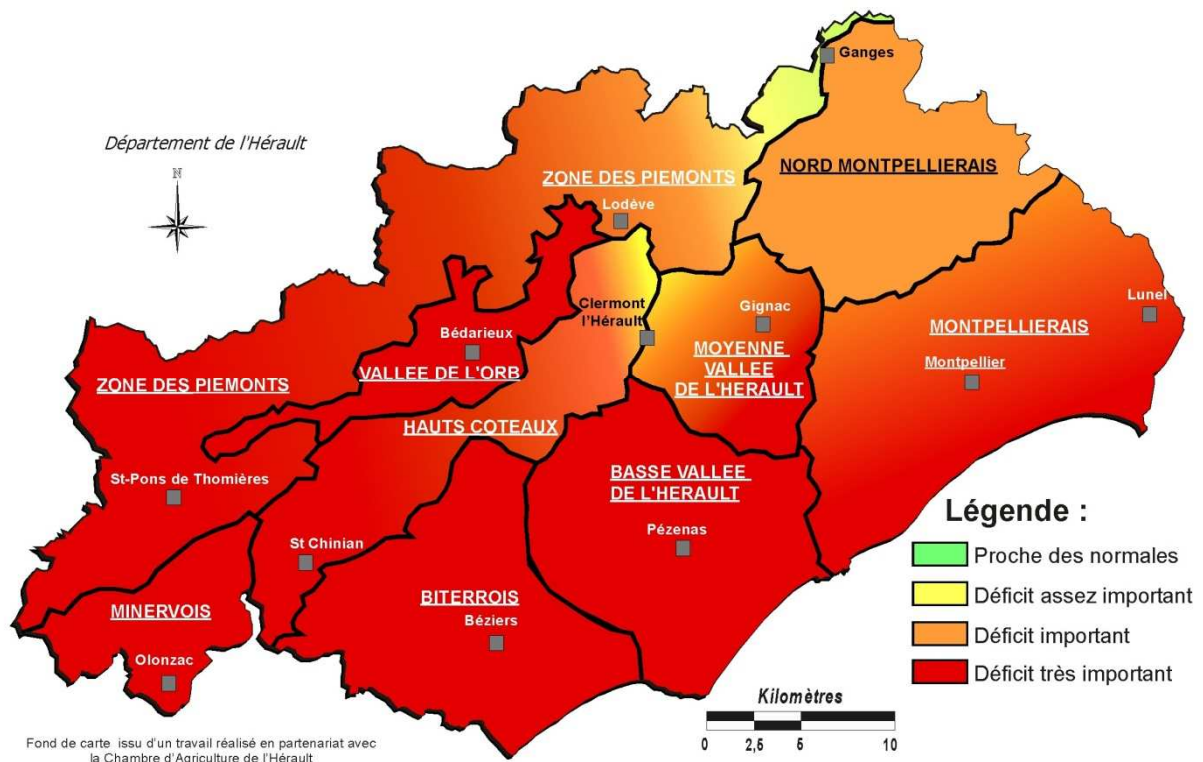 Ganges
Département de l'Hérault
N
ZONE DES PIEMONTS
NORD MONTPELLIERAIS
Lodève
Clermont
l'Hérault
Gignac
Lunel
Bédarieux
MONTPELLIERAIS
MOYENNE
VALLEE
DE L'HERAULT
Montpellier
ZONE DES PIEMONTS
VALLEE DE L'ORB
HAUTS COTEAUX
St-Pons de Thomières
BASSE VALLEE
DE L'HERAULT
Pézenas
St Chinian
MINERVOIS
BITERROIS
Béziers
Olonzac
Légende :
Proche des normales
Déficit assez important
Déficit important
Déficit très important
Kilomètres
0 2,5 5 10
Fond de carte issu d'un travail réalisé en partenariat avec
la Chambre d'Agriculture de l'Hérault